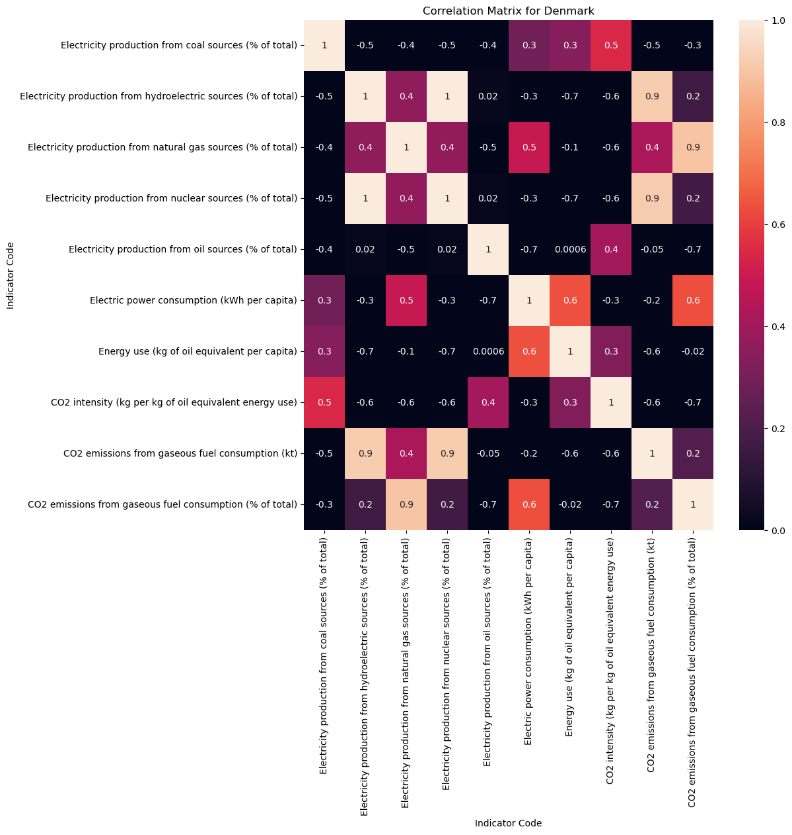 Correlation Matrix for Denmark
Electricity production from coal sources (% of total) 1 -0.5 -0.4 -0.5 -0.4 0.3 0.3 0.5 -0.5 -0.3
Electricity production from hydroelectric sources (% of total) -0.5 1 0.4 1 0.02 -0.3 -0.7 -0.6 0.9 0.2
Electricity production from natural gas sources (% of total) -0.4 0.4 1 0.4 -0.5 0.5 -0.1 -0.6 0.4 0.9
Electricity production from nuclear sources (% of total) -0.5 1 0.4 1 0.02 -0.3 -0.7 -0.6 0.9 0.2
Electricity production from oil sources (% of total) -0.4 0.02 -0.5 0.02 1 -0.7 0.0006 0.4 -0.05 -0.7
Electric power consumption (kWh per capita) 0.3 -0.3 0.5 -0.3 -0.7 1 0.6 -0.3 -0.2 0.6
Energy use (kg of oil equivalent per capita) 0.3 -0.7 -0.1 -0.7 0.0006 0.6 1 0.3 -0.6 -0.02
CO2 intensity (kg per kg of oil equivalent energy use) 0.5 -0.6 -0.6 -0.6 0.4 -0.3 0.3 1 -0.6 -0.7
CO2 emissions from gaseous fuel consumption (kt) -0.5 0.9 0.4 0.9 -0.05 -0.2 -0.6 -0.6 1 0.2
CO2 emissions from gaseous fuel consumption (% of total) -0.3 0.2 0.9 0.2 -0.7 0.6 -0.02 -0.7 0.2 1
Indicator Code
Electricity production from coal sources (% of total)
Electricity production from hydroelectric sources (% of total)
Electricity production from natural gas sources (% of total)
Electricity production from nuclear sources (% of total)
Electricity production from oil sources (% of total)
Electric power consumption (kWh per capita)
Energy use (kg of oil equivalent per capita)
CO2 intensity (kg per kg of oil equivalent energy use)
CO2 emissions from gaseous fuel consumption (kt)
CO2 emissions from gaseous fuel consumption (% of total)
Indicator Code
1.0
0.8
0.6
0.4
0.2
0.0